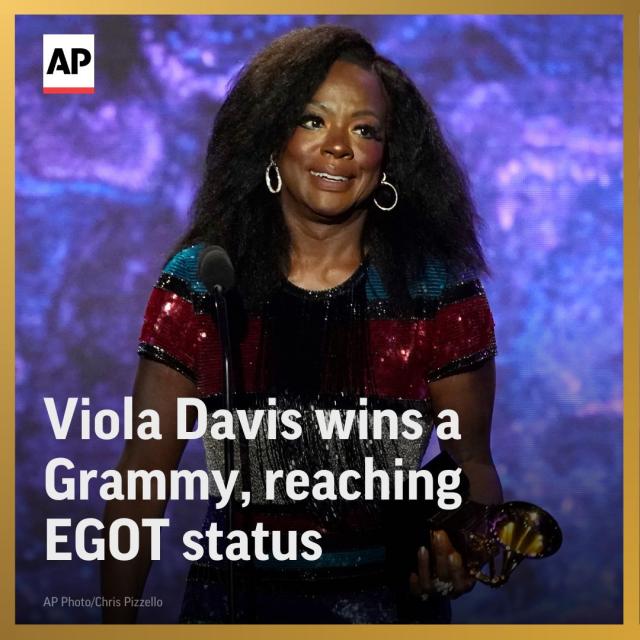 AP
Viola Davis wins a
Grammy, reaching
EGOT status
AP Photo/Chris Pizzello